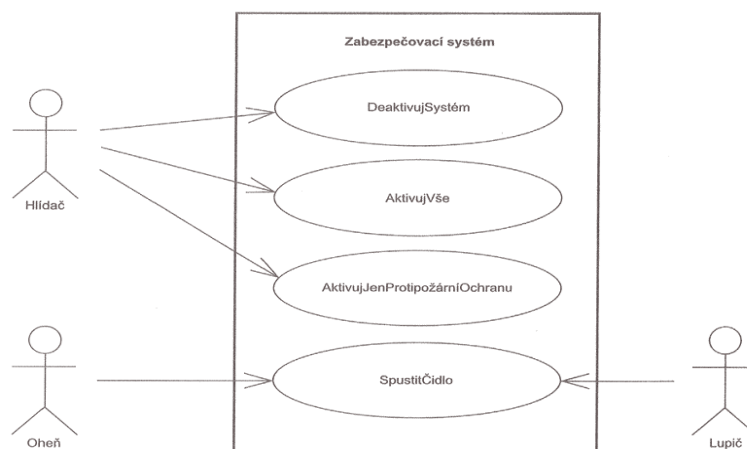 Zabezpečovací systém
DeaktivujSystém
AktivujVše
Hlídač
AktivujJenProtipožárníOchranu
SpustitČidlo
Oheň
Lupič